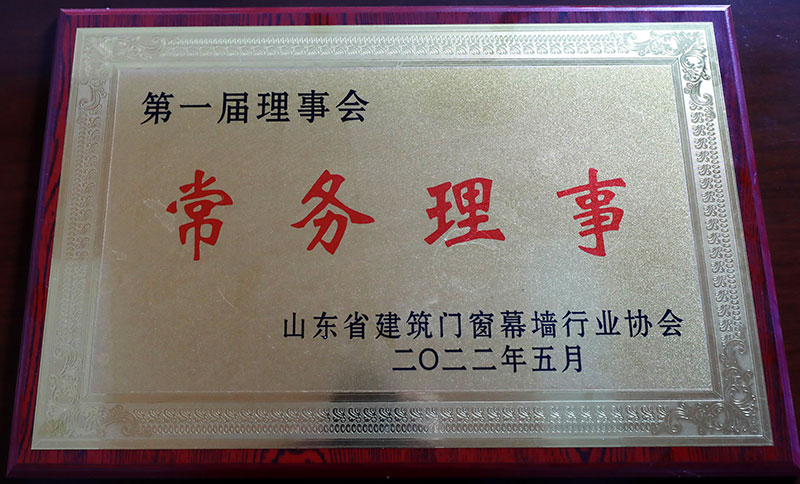 第一届理事会
常务理事
山东省建筑门窗幕墙行业协会
二〇二二年五月